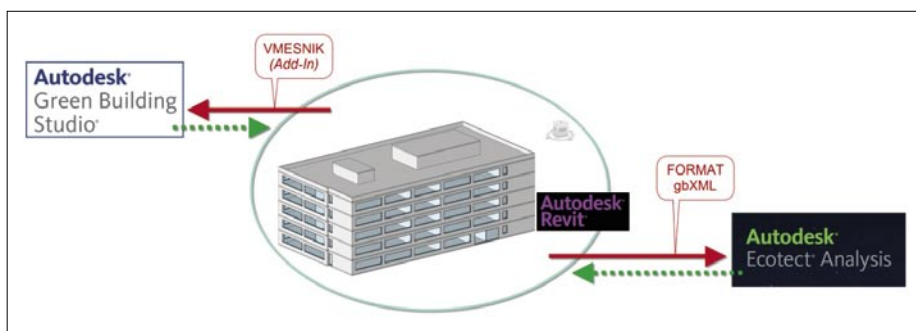 VMESNIK
(Add-In)
Autodesk®
Green Building
Studio®
FORMAT
gbXML
Autodesk®
Revit®
Autodesk®
Ecotect® Analysis